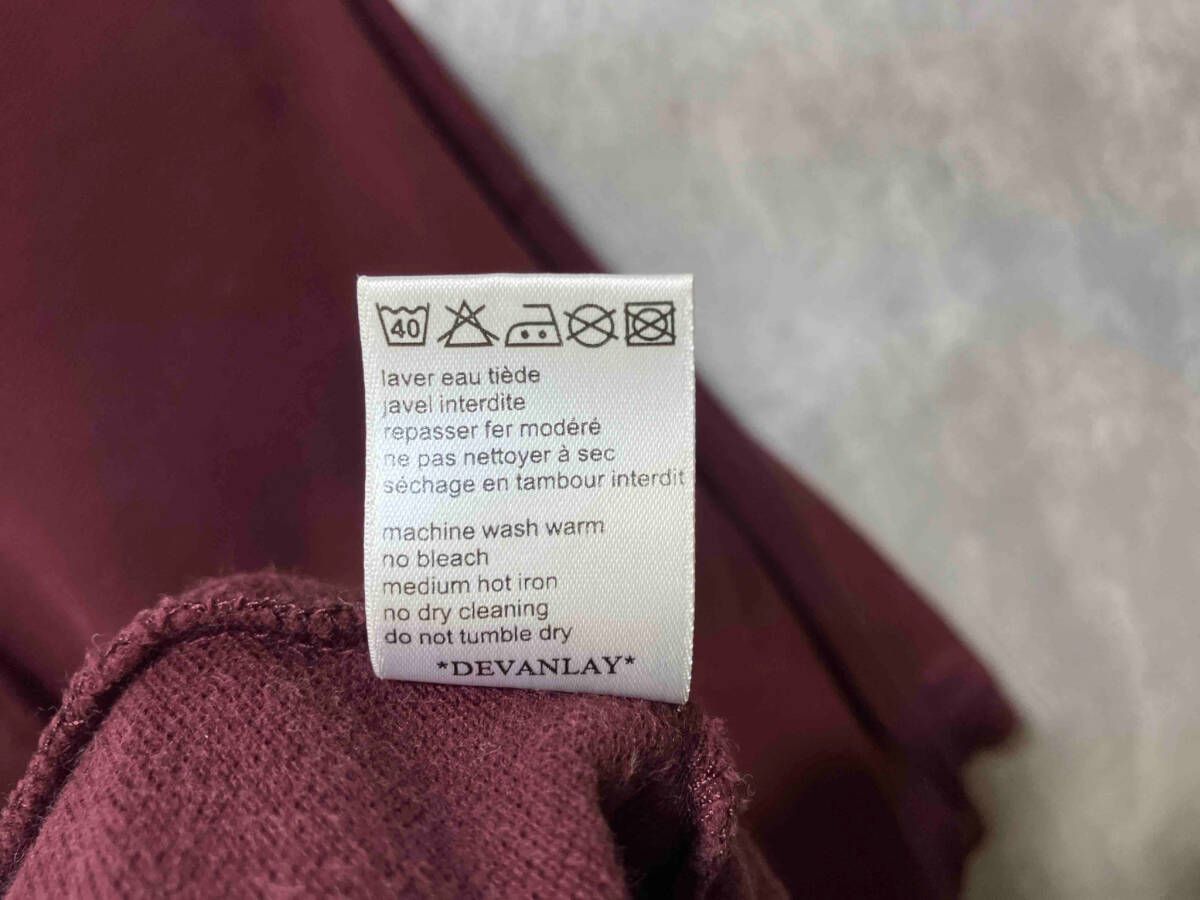 40
laver eau tiède
javel interdite
repasser fer modéré
ne pas nettoyer à sec
séchage en tambour interdit
machine wash warm
no bleach
medium hot iron
no dry cleaning
do not tumble dry
*DEVANLAY*